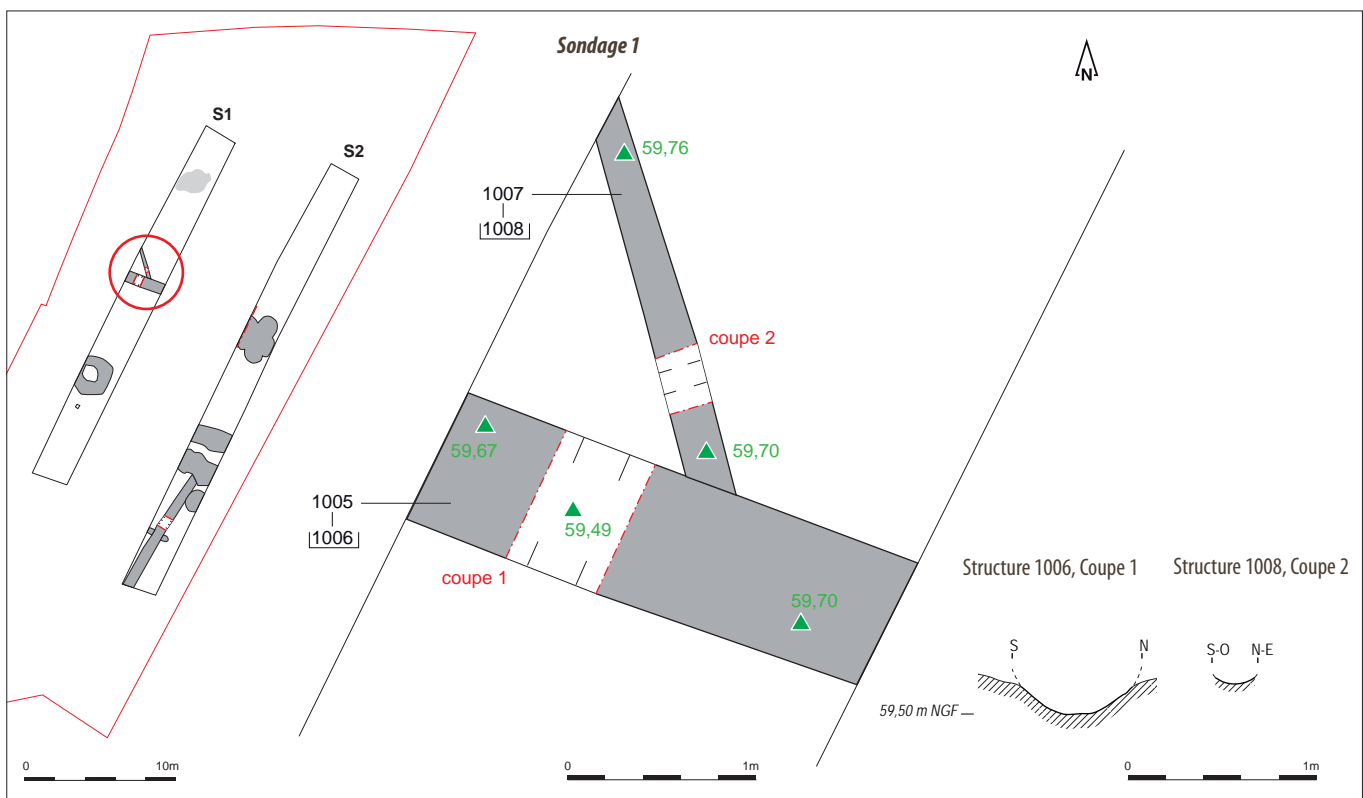 Sondage 1
N
S1
S2
59,76
1007
1008
coupe 2
59,67
59,70
1005
1006
59,49
coupe 1
59,70
Structure 1006, Coupe 1
Structure 1008, Coupe 2
S N
S-O N-E
59,50 m NGF
0 10m
0 1m
0 1m